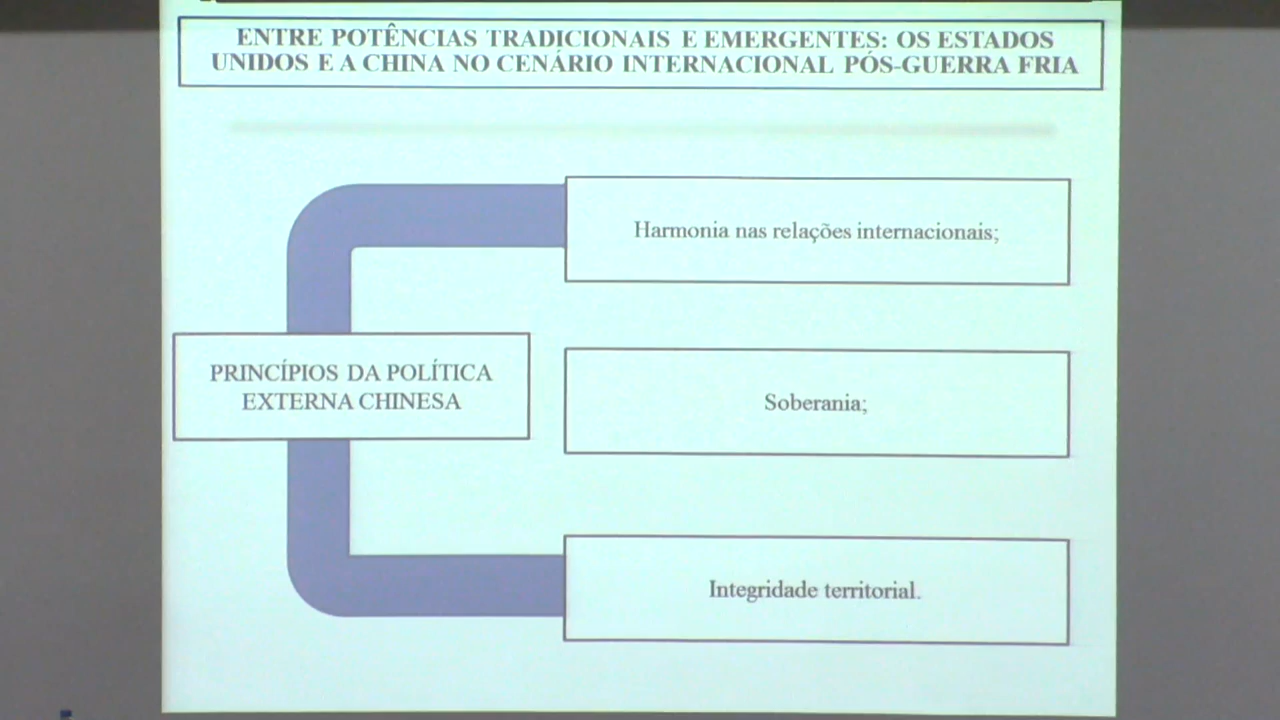 ENTRE POTÊNCIAS TRADICIONAIS E EMERGENTES: OS ESTADOS
UNIDOS E A CHINA NO CENÁRIO INTERNACIONAL PÓS-GUERRA FRIA
Harmonia nas relações internacionais;
PRINCÍPIOS DA POLÍTICA
EXTERNA CHINESA
Soberania;
Integridade territorial.